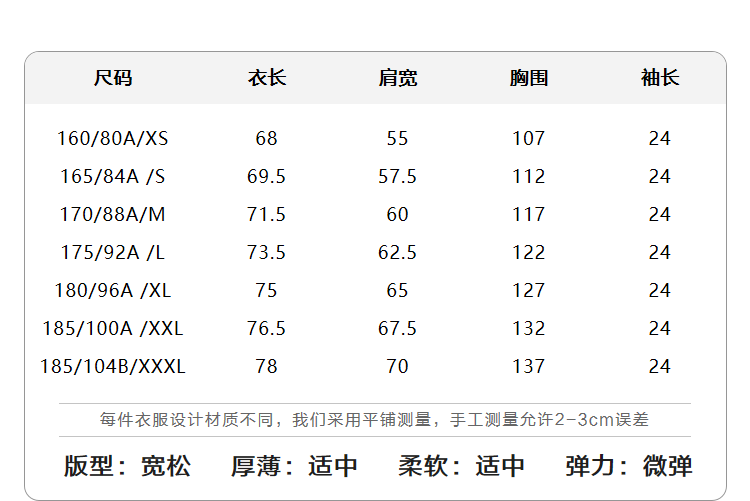 尺码 衣长 肩宽 胸围 袖长
160/80A/XS 68 55 107 24
165/84A /S 69.5 57.5 112 24
170/88A/M 71.5 60 117 24
175/92A /L 73.5 62.5 122 24
180/96A /XL 75 65 127 24
185/100A /XXL 76.5 67.5 132 24
185/104B/XXXL 78 70 137 24
每件衣服设计材质不同，我们采用平铺测量，手工测量允许2-3cm误差
版型：宽松 厚薄：适中 柔软：适中 弹力：微弹